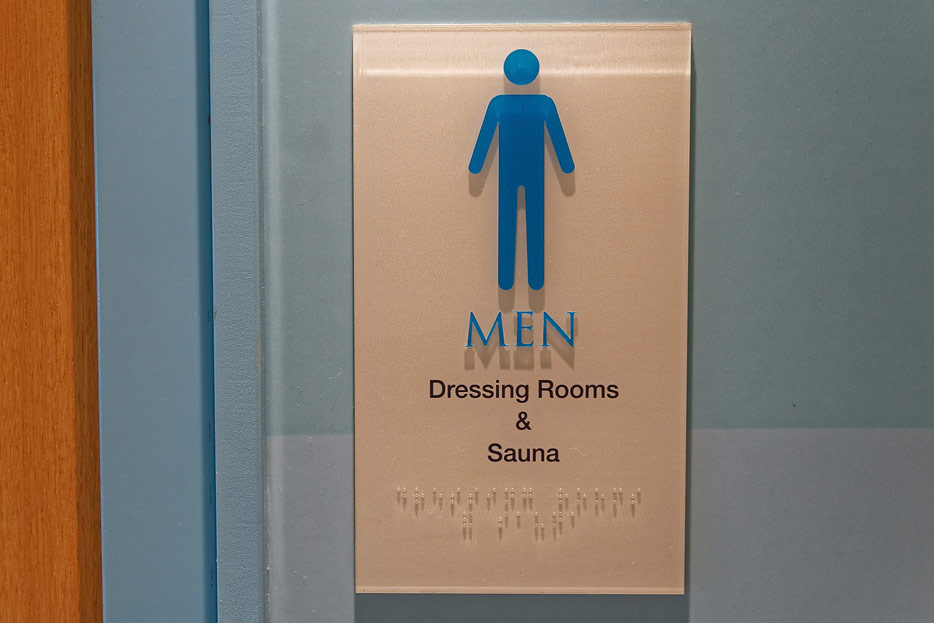 MEN
Dressing Rooms
&
Sauna